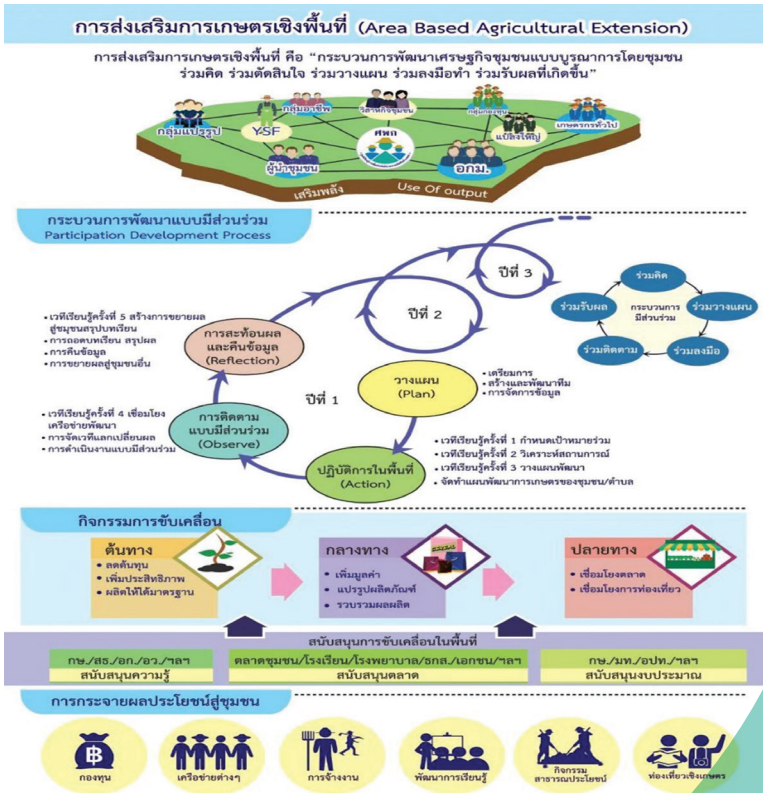 การส่งเสริมการเกษตรเชิงพื้นที่ (Area Based Agricultural Extension)
การส่งเสริมการเกษตรเชิงพื้นที่ คือ "กระบวนการพัฒนาเศรษฐกิจชุมชนแบบบูรณาการโดยชุมชน
ร่วมคิด ร่วมตัดสินใจ ร่วมวางแผน ร่วมลงมือทำ ร่วมรับผลที่เกิดขึ้น"
กลุ่มแปรรูป
YSF
กลุ่มอาชีพ
วิสาหกิจชุมชน
ศพก
กลุ่มกองทุน
แปลงใหญ่
เกษตรกรทั่วไป
ผู้นำชุมชน
อกม.
เสริมพลัง
Use Of output
กระบวนการพัฒนาแบบมีส่วนร่วม
Participation Development Process
ปีที่ 3
ปีที่ 2
ปีที่ 1
ร่วมคิด
ร่วมวางแผน
ร่วมลงมือ
ร่วมติดตาม
ร่วมรับผล
กระบวนการ
มีส่วนร่วม
• เวทีเรียนรู้ครั้งที่ 5 สร้างการขยายผล
สู่ชุมชนสรุปบทเรียน
• การถอดบทเรียน สรุปผล
• การคืนข้อมูล
• การขยายผลสู่ชุมชนอื่น
การสะท้อนผล
และคืนข้อมูล
(Reflection)
วางแผน
(Plan)
• เตรียมการ
• สร้างและพัฒนาทีม
• การจัดการข้อมูล
• เวทีเรียนรู้ครั้งที่ 4 เชื่อมโยง
เครือข่ายพัฒนา
• การจัดเวทีแลกเปลี่ยนผล
• การดำเนินงานแบบมีส่วนร่วม
การติดตาม
แบบมีส่วนร่วม
(Observe)
ปฏิบัติการในพื้นที่
(Action)
• เวทีเรียนรู้ครั้งที่ 1 กำหนดเป้าหมายร่วม
• เวทีเรียนรู้ครั้งที่ 2 วิเคราะห์สถานการณ์
• เวทีเรียนรู้ครั้งที่ 3 วางแผนพัฒนา
• จัดทำแผนพัฒนาการเกษตรของชุมชน/ตำบล
กิจกรรมการขับเคลื่อน
ต้นทาง
• ลดต้นทุน
• เพิ่มประสิทธิภาพ
• ผลิตให้ได้มาตรฐาน
กลางทาง
• เพิ่มมูลค่า
• แปรรูปผลิตภัณฑ์
• รวบรวมผลผลิต
ปลายทาง
• เชื่อมโยงตลาด
• เชื่อมโยงการท่องเที่ยว
สนับสนุนการขับเคลื่อนในพื้นที่
กษ./สธ./อก./อว./ฯลฯ
สนับสนุนความรู้
ตลาดชุมชน/โรงเรียน/โรงพยาบาล/ธกส./เอกชน/ฯลฯ
สนับสนุนตลาด
กษ./มท./อปท./ฯลฯ
สนับสนุนงบประมาณ
การกระจายผลประโยชน์สู่ชุมชน
฿
กองทุน
เครือข่ายต่างๆ
การจ้างงาน
พัฒนาการเรียนรู้
กิจกรรม
สาธารณประโยชน์
ท่องเที่ยวเชิงเกษตร